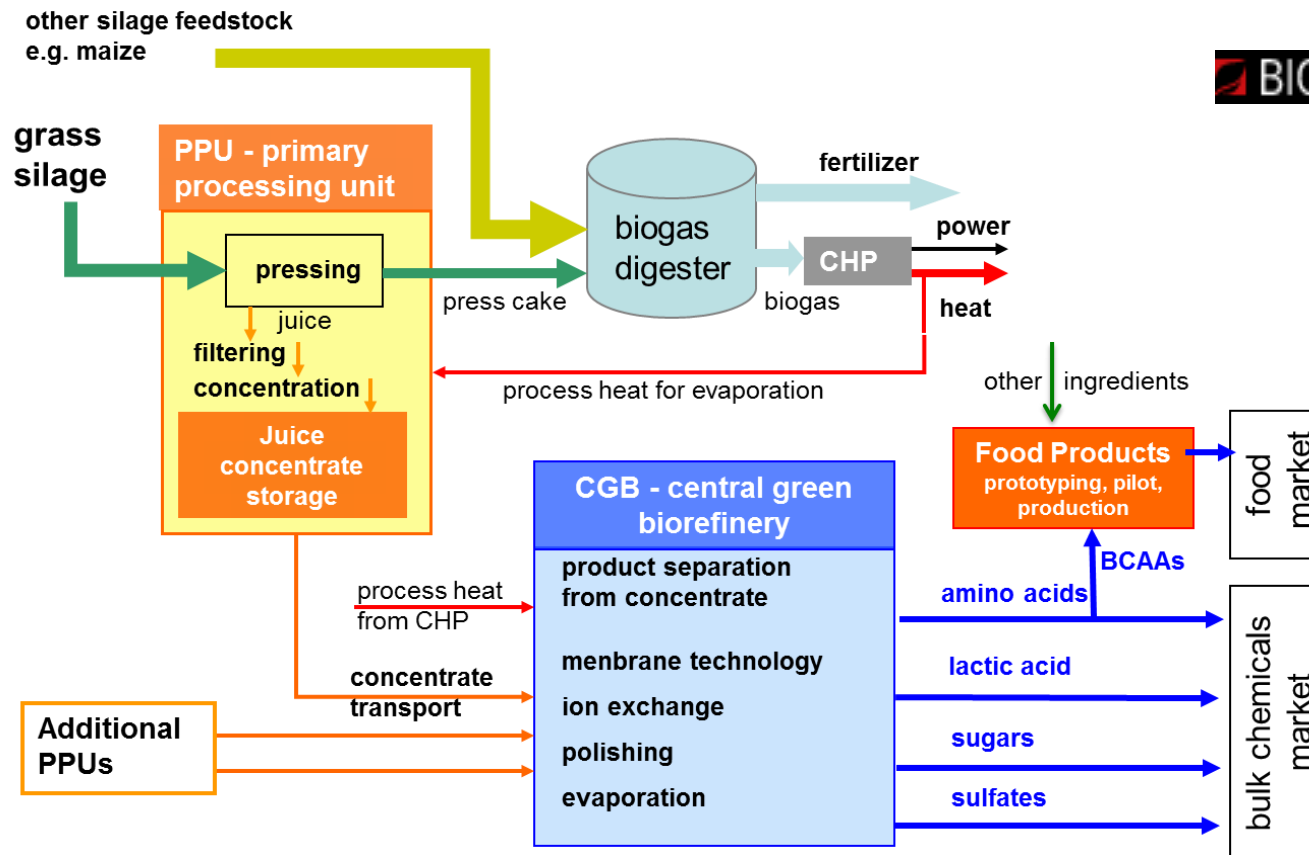 other silage feedstock
e.g. maize
BIO
grass
silage
PPU - primary
processing unit
pressing
juice
filtering
concentration
Juice
concentrate
storage
press cake
biogas
digester
biogas
CHP
fertilizer
power
heat
process heat for evaporation
other ingredients
Food Products
prototyping, pilot,
production
food
market
CGB - central green
biorefinery
product separation
from concentrate
menbrane technology
ion exchange
polishing
evaporation
process heat
from CHP
concentrate
transport
Additional
PPUs
BCAAs
amino acids
lactic acid
sugars
sulfates
bulk chemicals
market